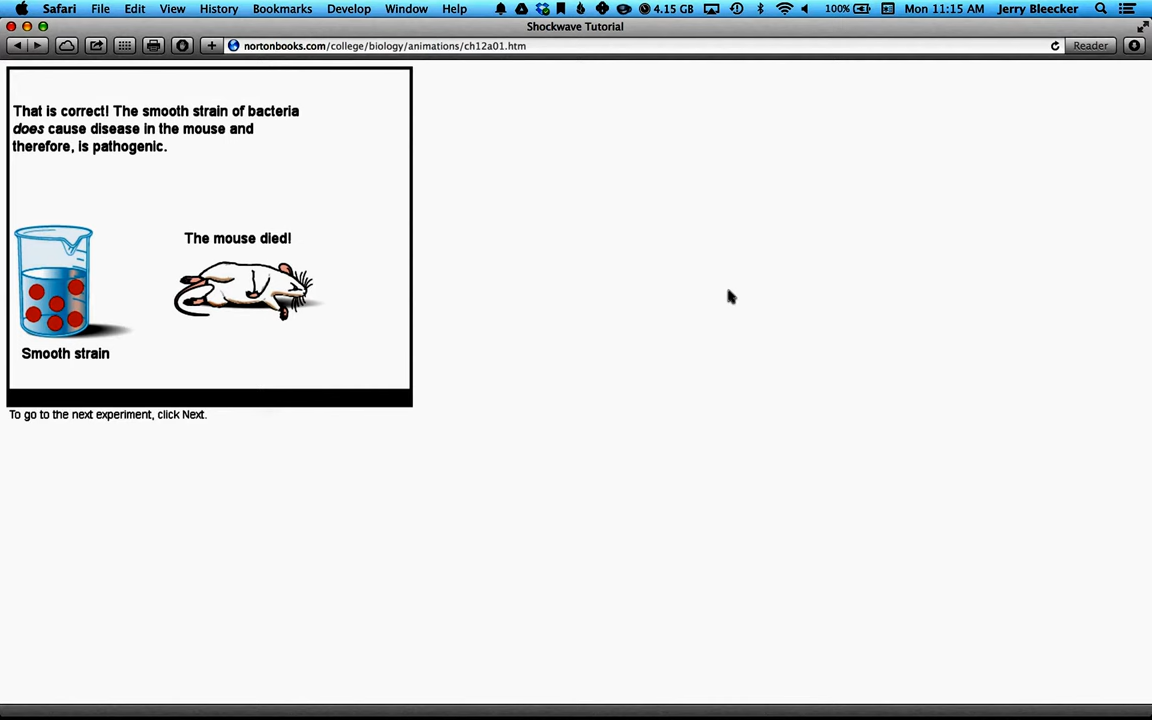 Safari File Edit View History Bookmarks Develop Window Help 4.15 GB 100% Mon 11:15 AM Jerry Bleecker
Shockwave Tutorial
nortonbooks.com/college/biology/animations/ch12a01.htm Reader
That is correct! The smooth strain of bacteria
does cause disease in the mouse and
therefore, is pathogenic.
The mouse died!
Smooth strain
To go to the next experiment, click Next.